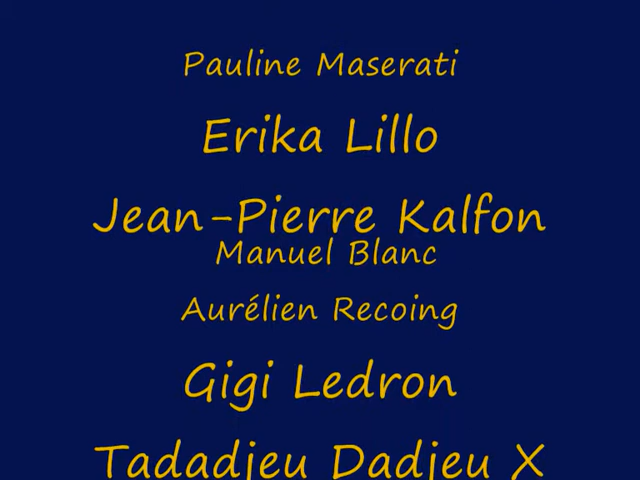 Pauline Maserati
Erika Lillo
Jean-Pierre Kalfon
Manuel Blanc
Aurélien Recoing
Gigi Ledron
Tadadjeu Dadjeu X